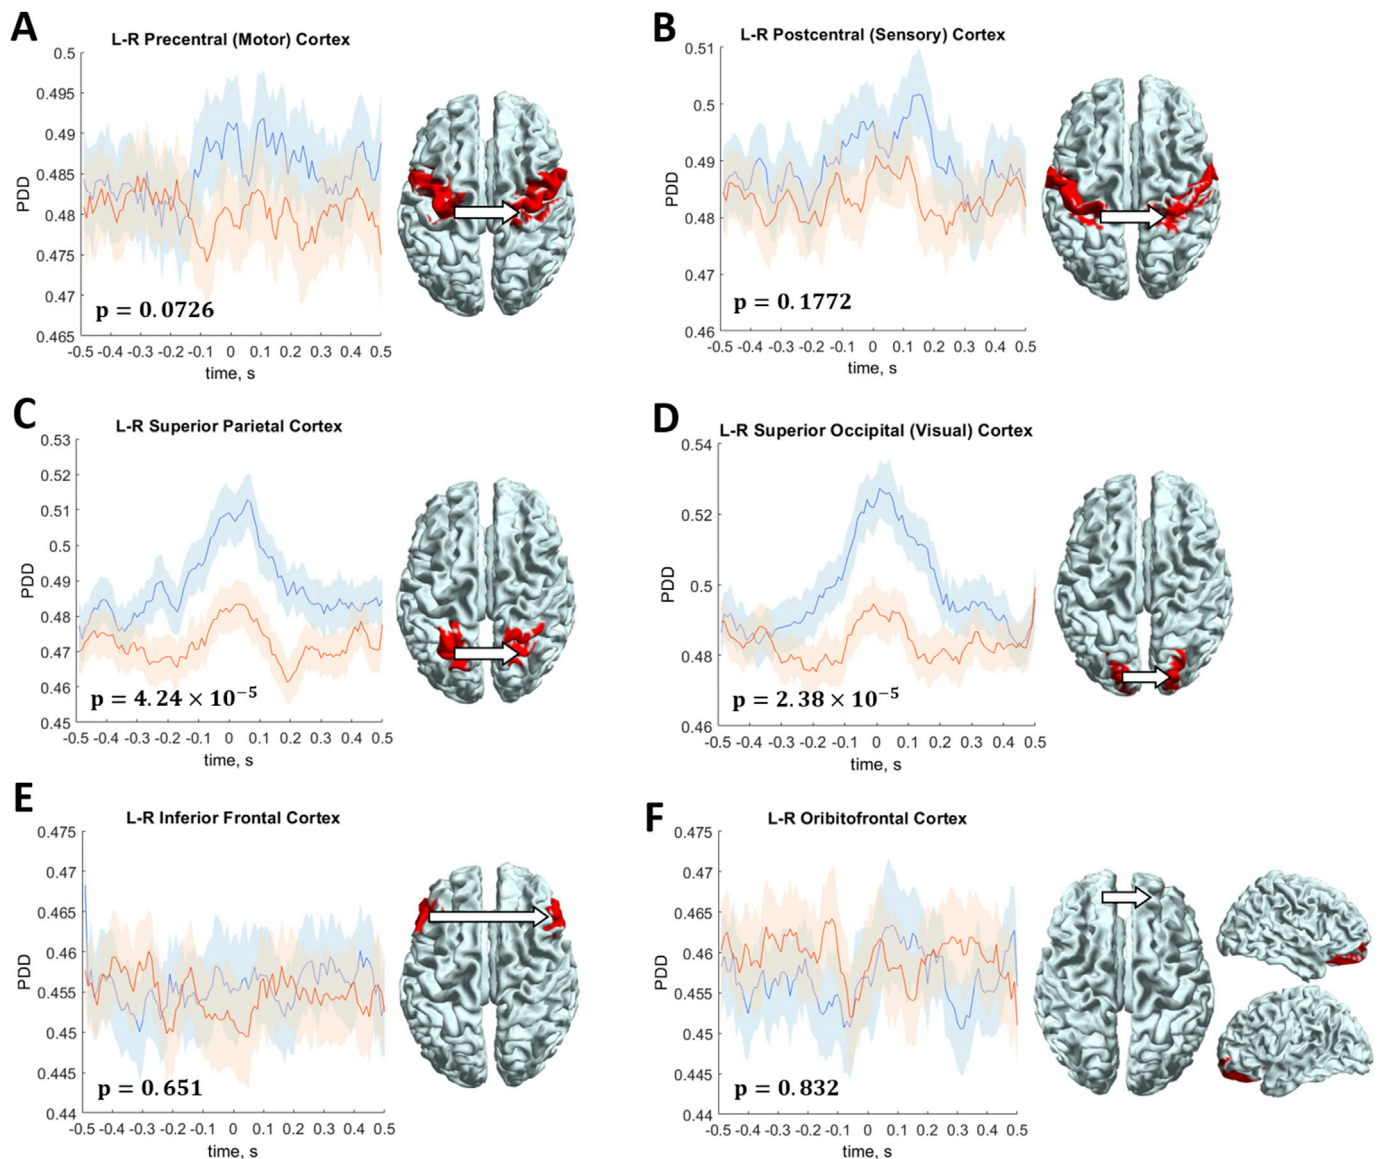 A
L-R Precentral (Motor) Cortex
0.5
0.495
0.49
0.485
0.48
0.475
0.47
0.465
PDD
p = 0.0726
-0.5 -0.4 -0.3 -0.2 -0.1 0 0.1 0.2 0.3 0.4 0.5
time, s
B
L-R Postcentral (Sensory) Cortex
0.51
0.5
0.49
0.48
0.47
0.46
PDD
p = 0.1772
-0.5 -0.4 -0.3 -0.2 -0.1 0 0.1 0.2 0.3 0.4 0.5
time, s
C
L-R Superior Parietal Cortex
0.53
0.52
0.51
0.5
0.49
0.48
0.47
0.46
0.45
PDD
p = 4.24 × 10⁻⁵
-0.5 -0.4 -0.3 -0.2 -0.1 0 0.1 0.2 0.3 0.4 0.5
time, s
D
L-R Superior Occipital (Visual) Cortex
0.54
0.52
0.5
0.48
0.46
PDD
p = 2.38 × 10⁻⁵
-0.5 -0.4 -0.3 -0.2 -0.1 0 0.1 0.2 0.3 0.4 0.5
time, s
E
L-R Inferior Frontal Cortex
0.475
0.47
0.465
0.46
0.455
0.45
0.445
0.44
PDD
p = 0.651
-0.5 -0.4 -0.3 -0.2 -0.1 0 0.1 0.2 0.3 0.4 0.5
time, s
F
L-R Oribitofrontal Cortex
0.475
0.47
0.465
0.46
0.455
0.45
0.445
0.44
PDD
p = 0.832
-0.5 -0.4 -0.3 -0.2 -0.1 0 0.1 0.2 0.3 0.4 0.5
time, s